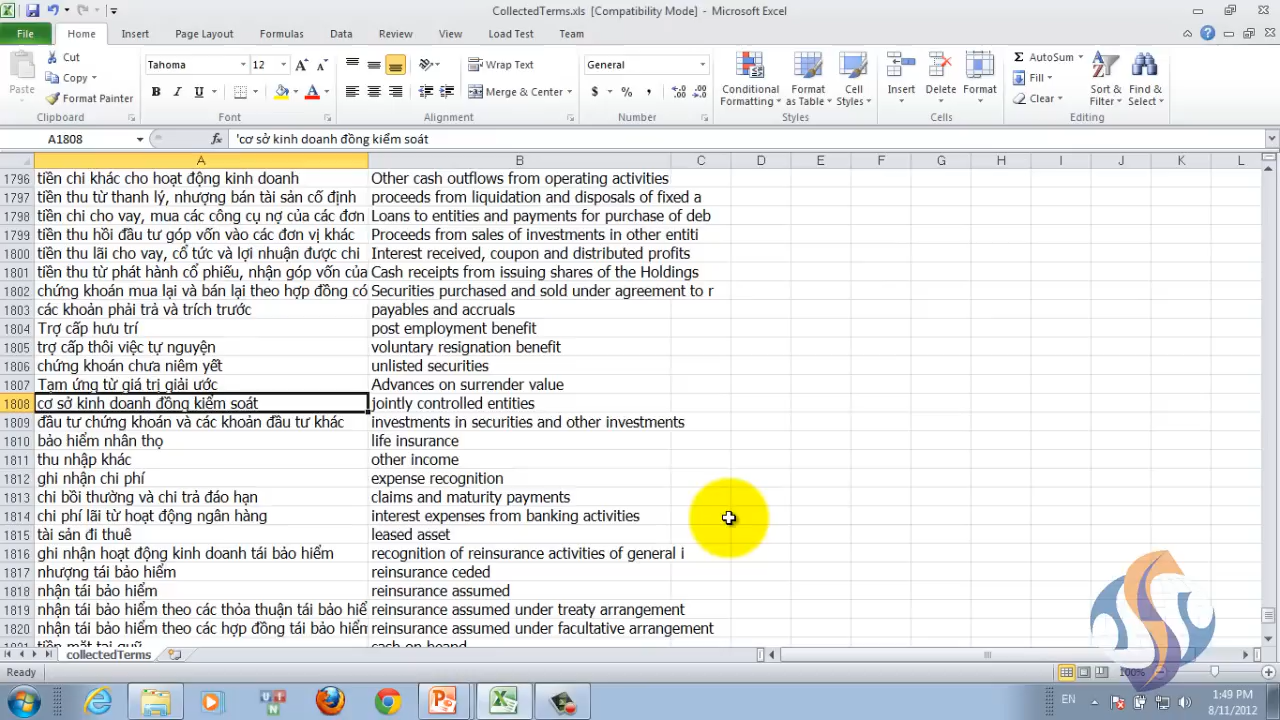 CollectedTerms.xls [Compatibility Mode] - Microsoft Excel
File Home Insert Page Layout Formulas Data Review View Load Test Team
Paste Cut Copy Format Painter
Tahoma 12 B I U A A A
Wrap Text Merge & Center
General $ % ,
Conditional Formatting Format as Table Cell Styles
Insert Delete Format
AutoSum Fill Clear Sort & Filter Find & Select
Clipboard Font Alignment Number Styles Cells Editing
A1808 fx 'cơ sở kinh doanh đồng kiểm soát
A B C D E F G H I J K L
1796 tiền chi khác cho hoạt động kinh doanh Other cash outflows from operating activities
1797 tiền thu từ thanh lý, nhượng bán tài sản cố định proceeds from liquidation and disposals of fixed a
1798 tiền chi cho vay, mua các công cụ nợ của các đơn Loans to entities and payments for purchase of deb
1799 tiền thu hồi đầu tư góp vốn vào các đơn vị khác Proceeds from sales of investments in other entiti
1800 tiền thu lãi cho vay, cổ tức và lợi nhuận được chi Interest received, coupon and distributed profits
1801 tiền thu từ phát hành cổ phiếu, nhận góp vốn của Cash receipts from issuing shares of the Holdings
1802 chứng khoán mua lại và bán lại theo hợp đồng có Securities purchased and sold under agreement to r
1803 các khoản phải trả và trích trước payables and accruals
1804 Trợ cấp hưu trí post employment benefit
1805 trợ cấp thôi việc tự nguyện voluntary resignation benefit
1806 chứng khoán chưa niêm yết unlisted securities
1807 Tạm ứng từ giá trị giải ước Advances on surrender value
1808 cơ sở kinh doanh đồng kiểm soát jointly controlled entities
1809 đầu tư chứng khoán và các khoản đầu tư khác investments in securities and other investments
1810 bảo hiểm nhân thọ life insurance
1811 thu nhập khác other income
1812 ghi nhận chi phí expense recognition
1813 chi bồi thường và chi trả đáo hạn claims and maturity payments
1814 chi phí lãi từ hoạt động ngân hàng interest expenses from banking activities
1815 tài sản đi thuê leased asset
1816 ghi nhận hoạt động kinh doanh tái bảo hiểm recognition of reinsurance activities of general i
1817 nhượng tái bảo hiểm reinsurance ceded
1818 nhận tái bảo hiểm reinsurance assumed
1819 nhận tái bảo hiểm theo các thỏa thuận tái bảo hiể reinsurance assumed under treaty arrangement
1820 nhận tái bảo hiểm theo các hợp đồng tái bảo hiểm reinsurance assumed under facultative arrangement
collectedTerms
Ready 100%
EN 1:49 PM
8/11/2012